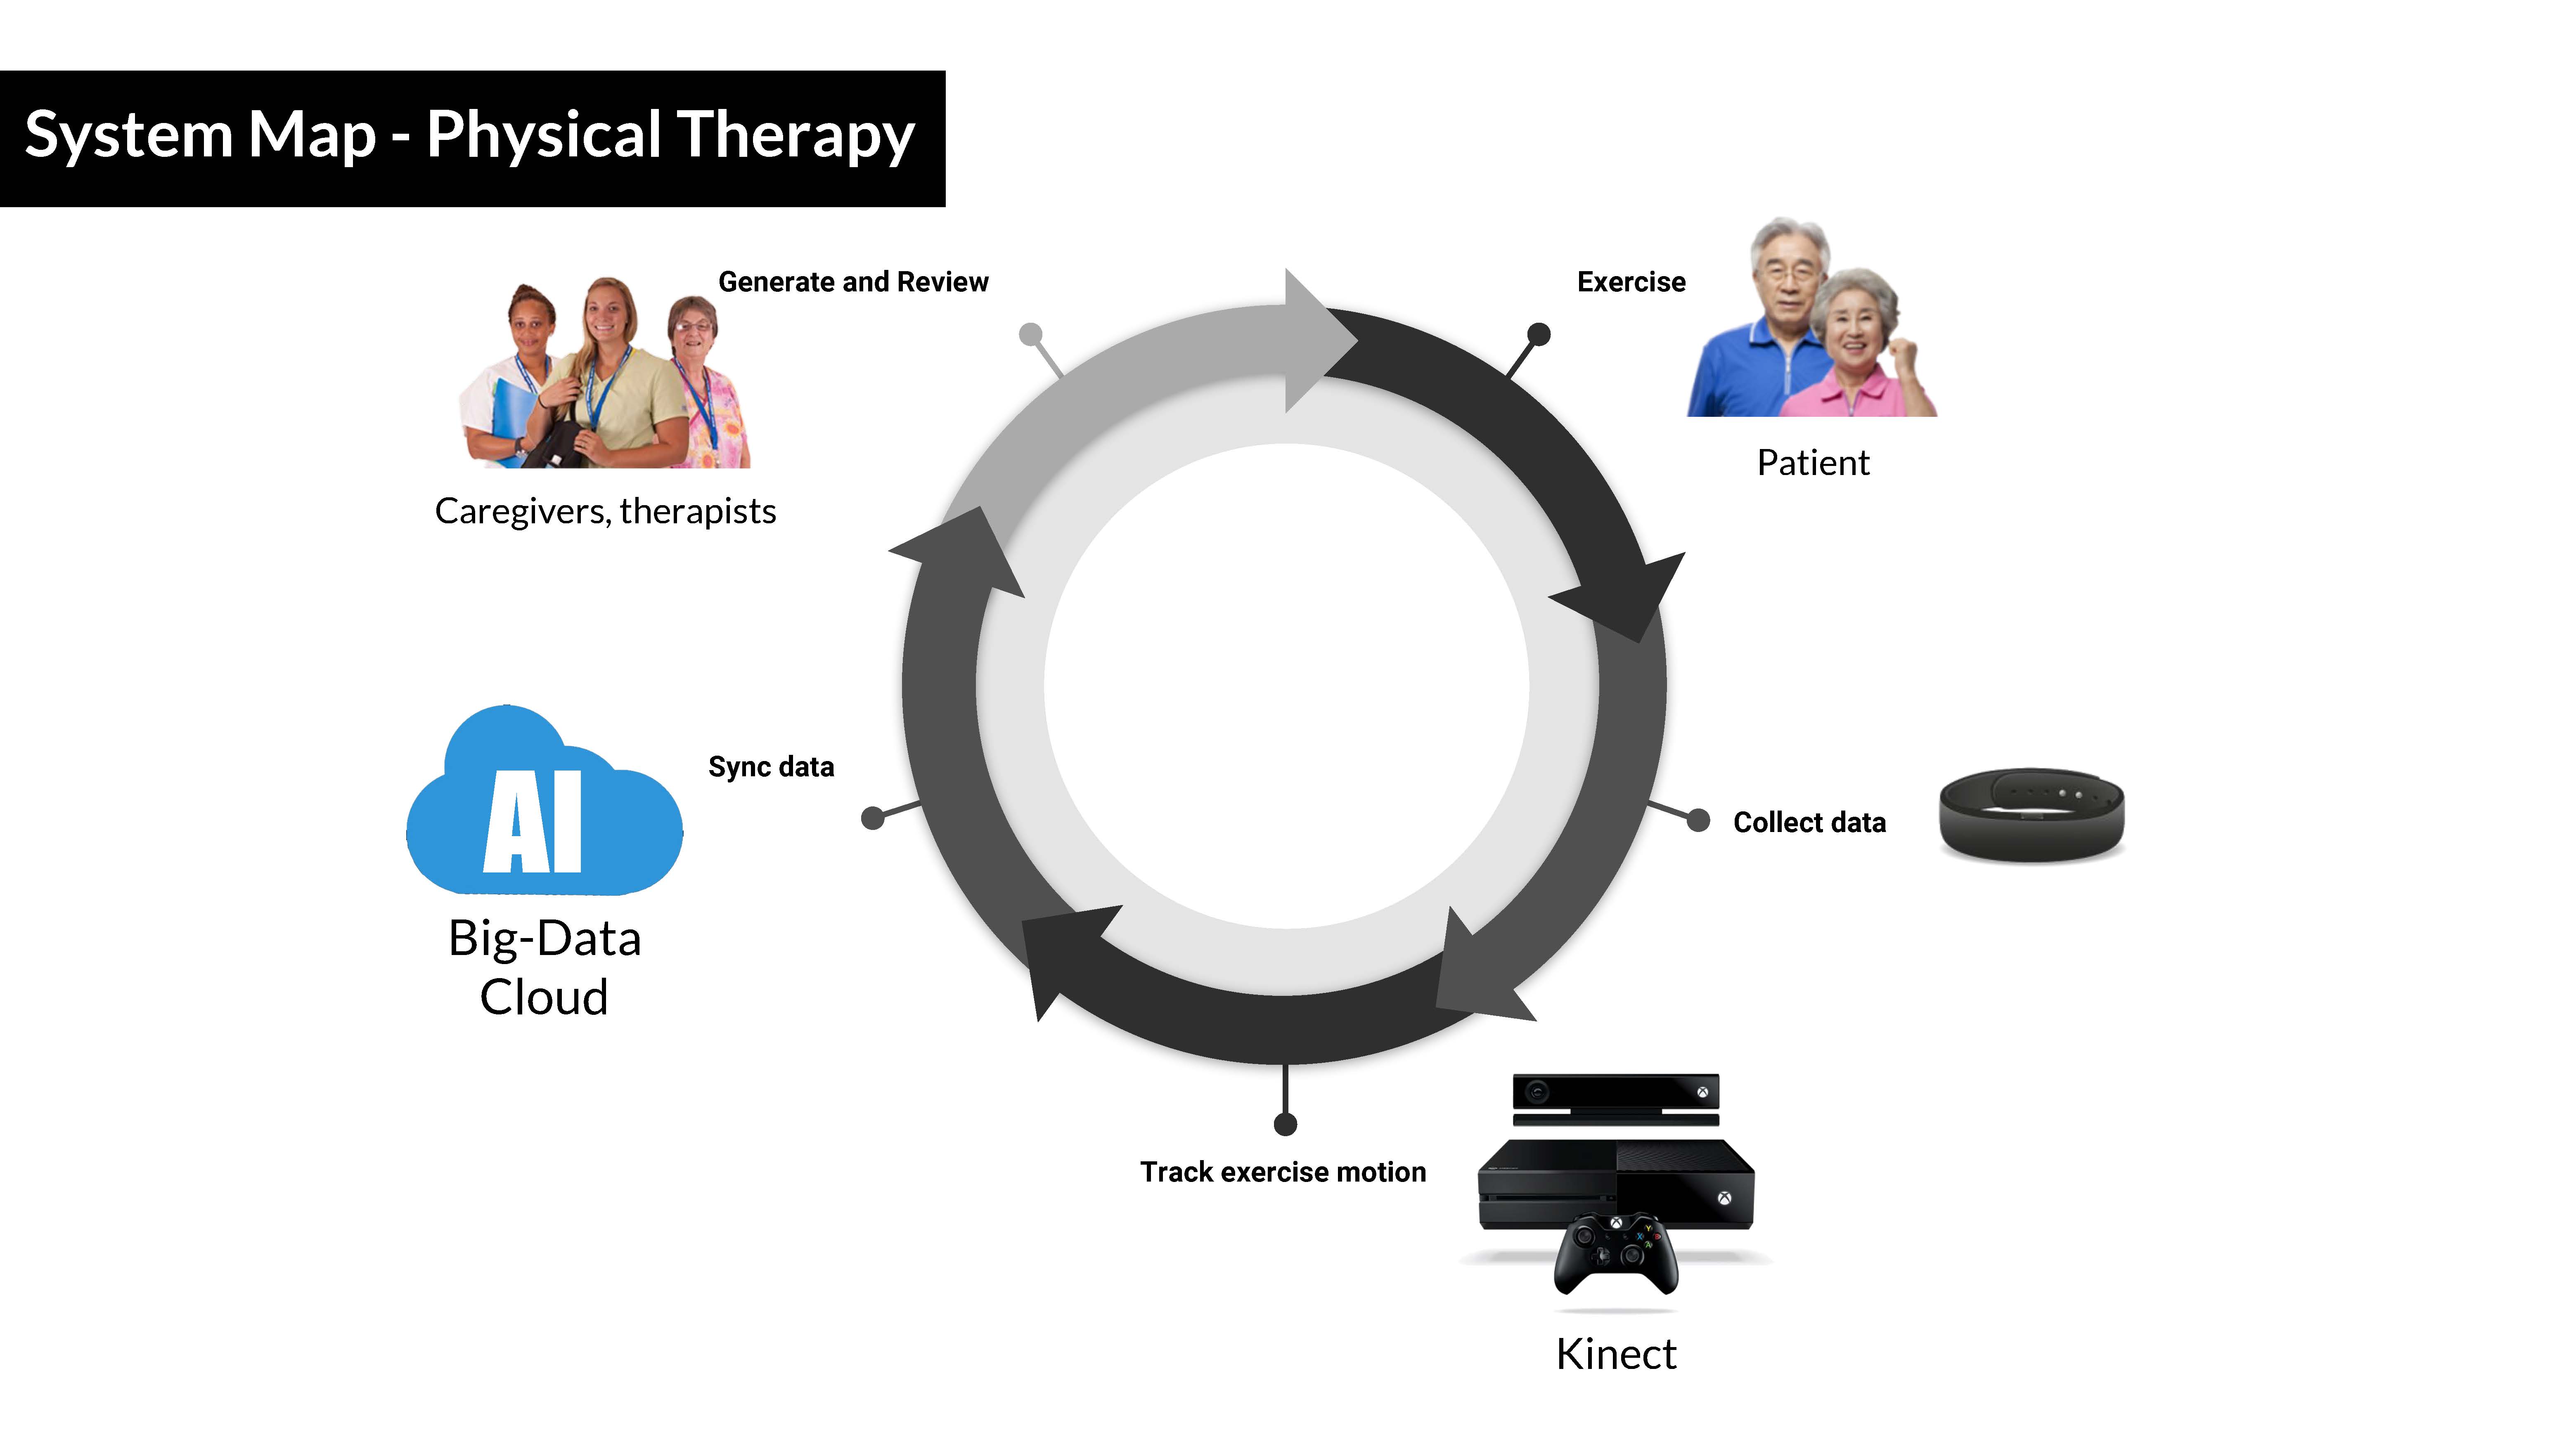 System Map - Physical Therapy
Generate and Review
Exercise
Patient
Caregivers, therapists
Sync data
AI
Big-Data
Cloud
Collect data
Track exercise motion
Kinect